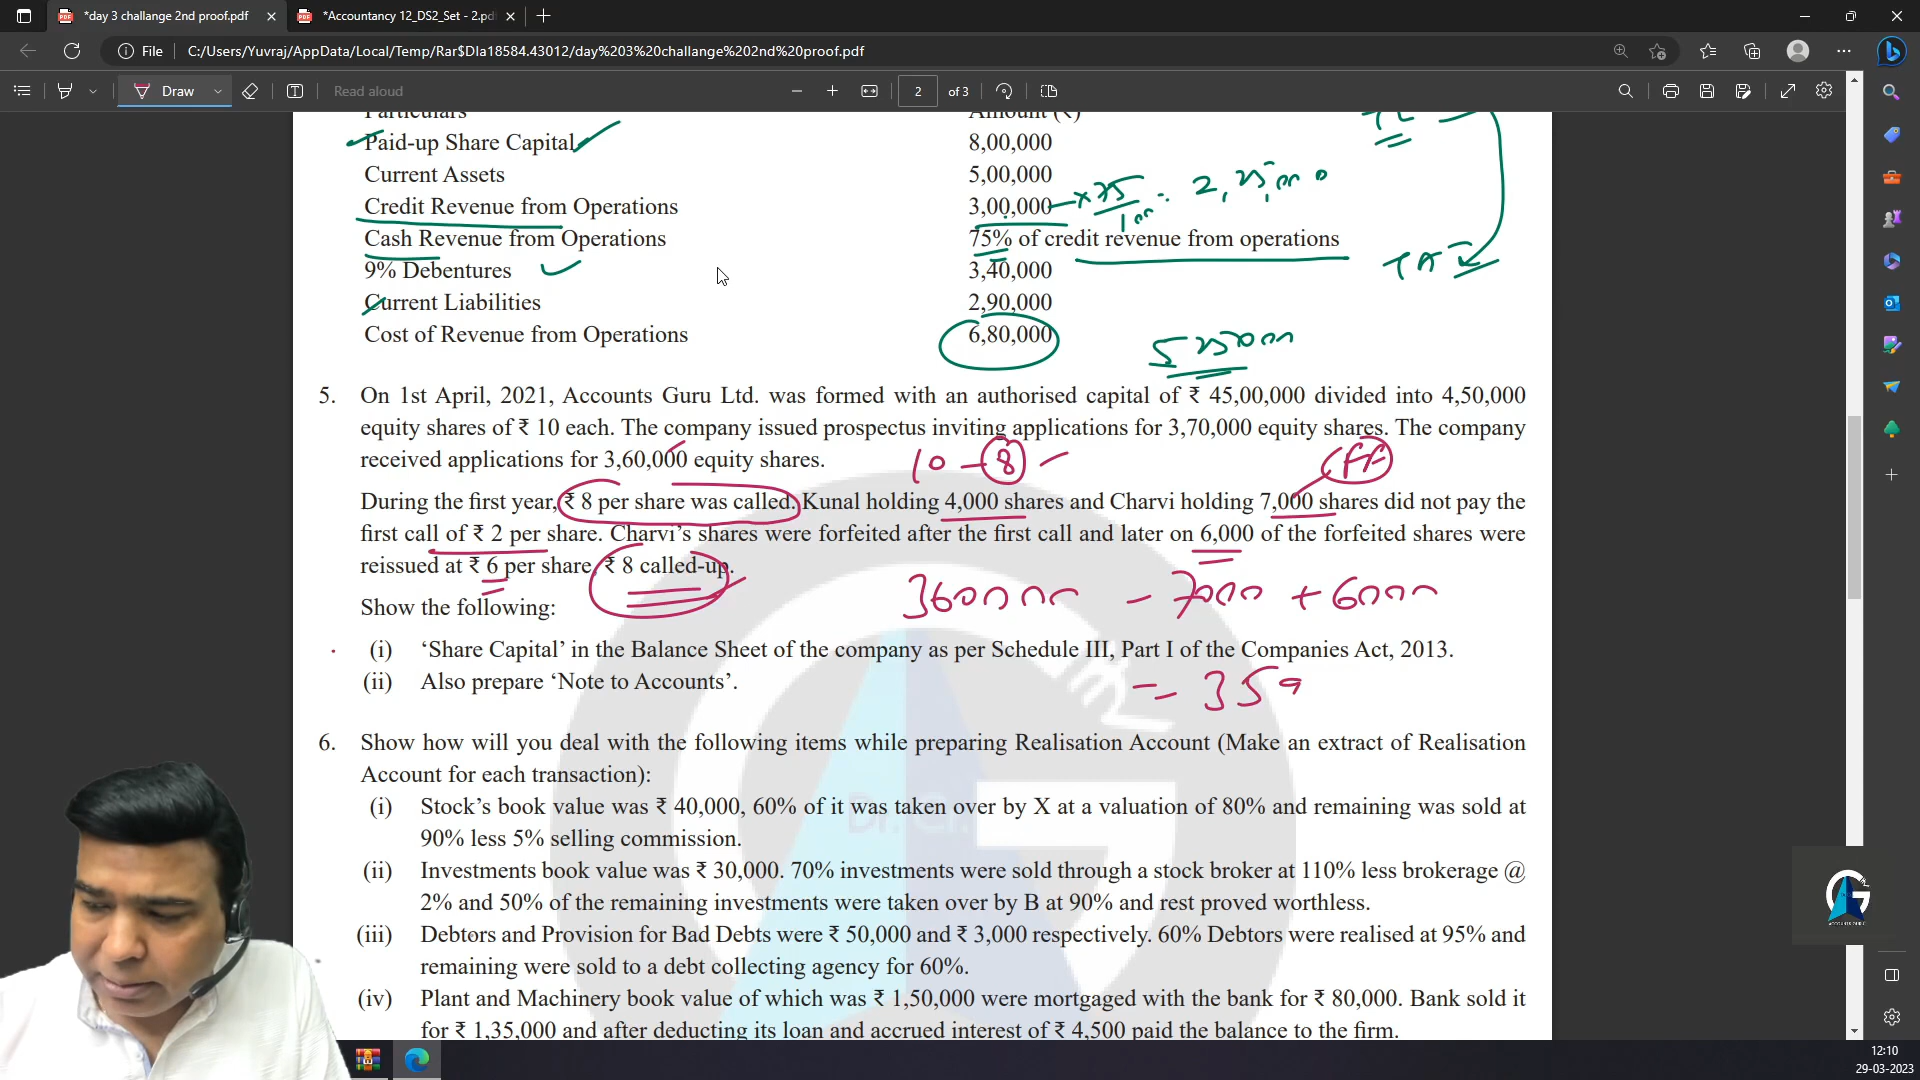 *day 3 challange 2nd proof.pdf
*Accountancy 12_DS2_Set - 2.pdf
File C:/Users/Yuvraj/AppData/Local/Temp/Rar$DIa18584.43012/day%203%20challange%202nd%20proof.pdf
Draw Read aloud 2 of 3
Particulars Amount (₹)
Paid-up Share Capital 8,00,000
Current Assets 5,00,000
Credit Revenue from Operations 3,00,000
Cash Revenue from Operations 75% of credit revenue from operations
9% Debentures 3,40,000
Current Liabilities 2,90,000
Cost of Revenue from Operations 6,80,000
5. On 1st April, 2021, Accounts Guru Ltd. was formed with an authorised capital of ₹ 45,00,000 divided into 4,50,000
equity shares of ₹ 10 each. The company issued prospectus inviting applications for 3,70,000 equity shares. The company
received applications for 3,60,000 equity shares.
10 - 8
During the first year, ₹ 8 per share was called. Kunal holding 4,000 shares and Charvi holding 7,000 shares did not pay the
first call of ₹ 2 per share. Charvi’s shares were forfeited after the first call and later on 6,000 of the forfeited shares were
reissued at ₹ 6 per share, ₹ 8 called-up.
360000 - 7000 + 6000
Show the following:
(i) ‘Share Capital’ in the Balance Sheet of the company as per Schedule III, Part I of the Companies Act, 2013.
(ii) Also prepare ‘Note to Accounts’.
= 359
6. Show how will you deal with the following items while preparing Realisation Account (Make an extract of Realisation
Account for each transaction):
(i) Stock’s book value was ₹ 40,000, 60% of it was taken over by X at a valuation of 80% and remaining was sold at
90% less 5% selling commission.
(ii) Investments book value was ₹ 30,000. 70% investments were sold through a stock broker at 110% less brokerage @
2% and 50% of the remaining investments were taken over by B at 90% and rest proved worthless.
(iii) Debtors and Provision for Bad Debts were ₹ 50,000 and ₹ 3,000 respectively. 60% Debtors were realised at 95% and
remaining were sold to a debt collecting agency for 60%.
(iv) Plant and Machinery book value of which was ₹ 1,50,000 were mortgaged with the bank for ₹ 80,000. Bank sold it
for ₹ 1,35,000 and after deducting its loan and accrued interest of ₹ 4,500 paid the balance to the firm.
12:10
29-03-2023